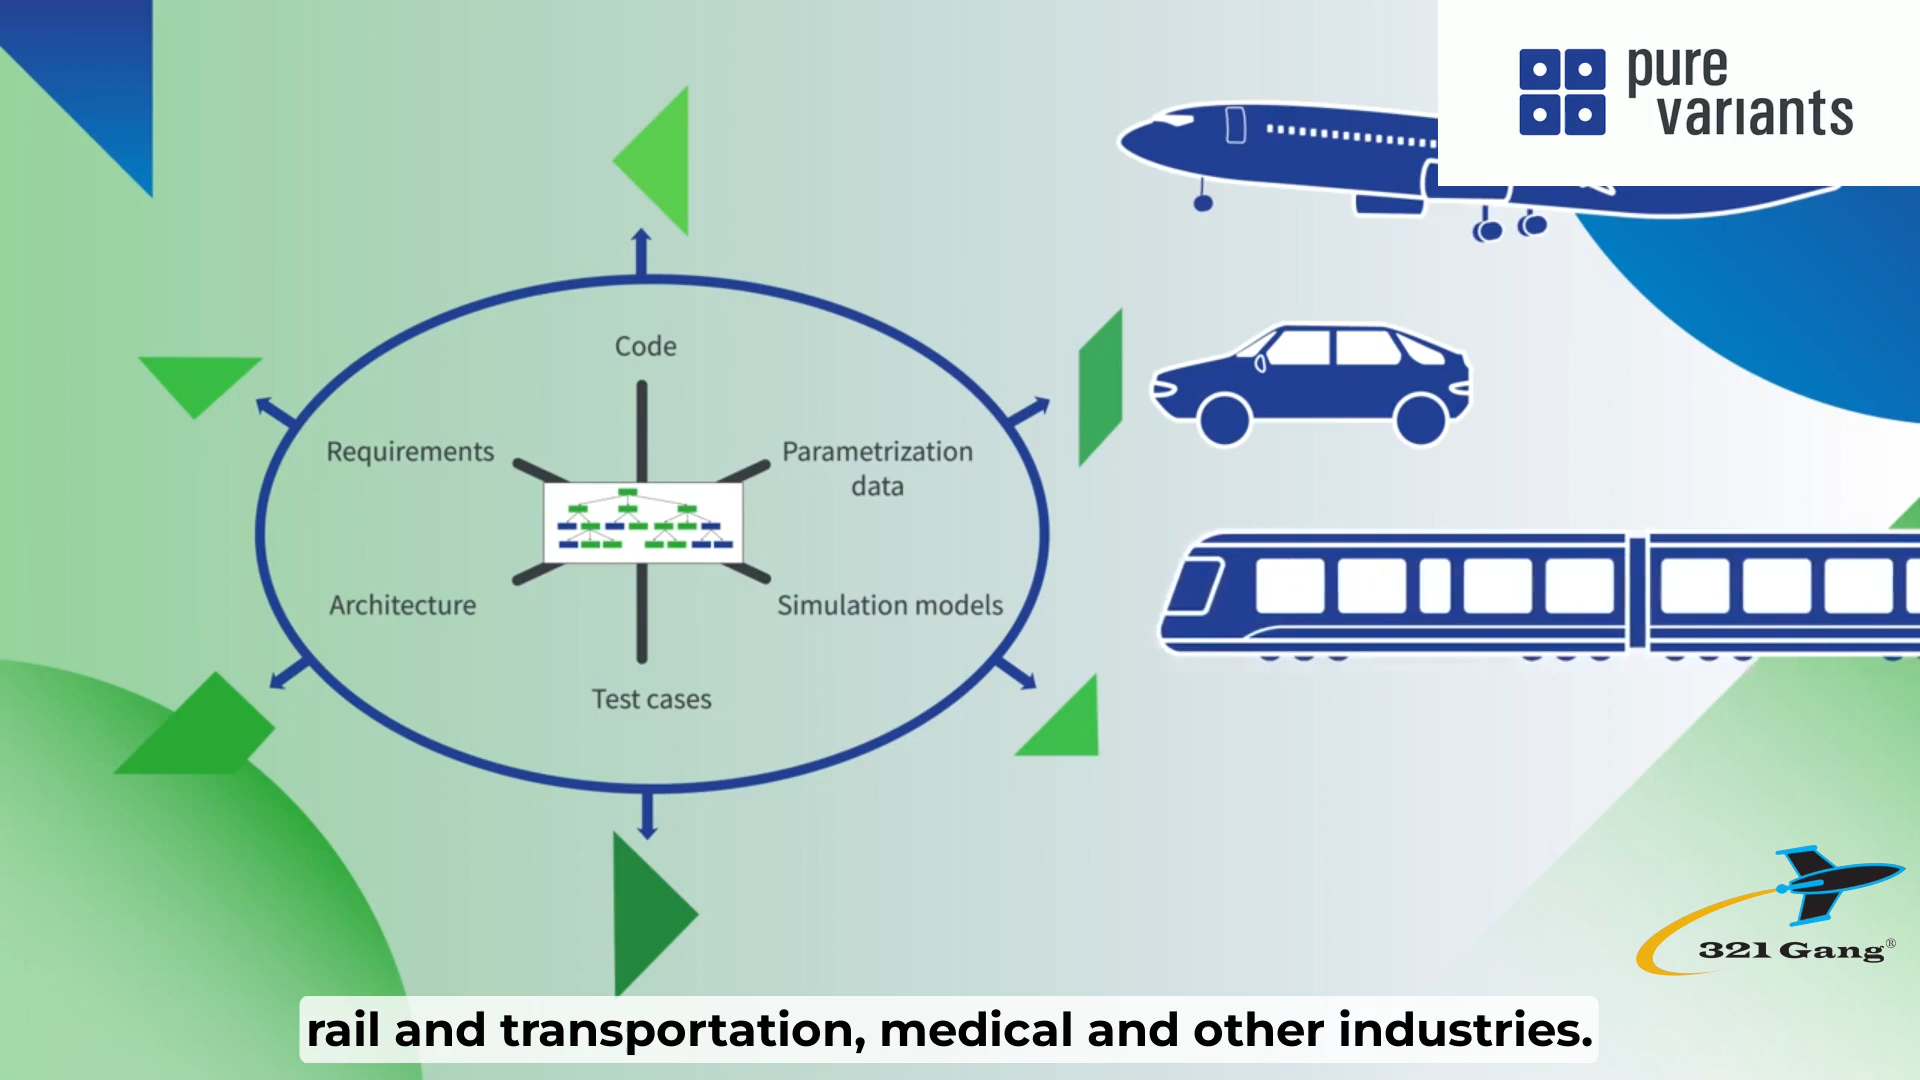 pure
variants
Code
Requirements
Parametrization
data
Architecture
Simulation models
Test cases
321 Gang®
rail and transportation, medical and other industries.